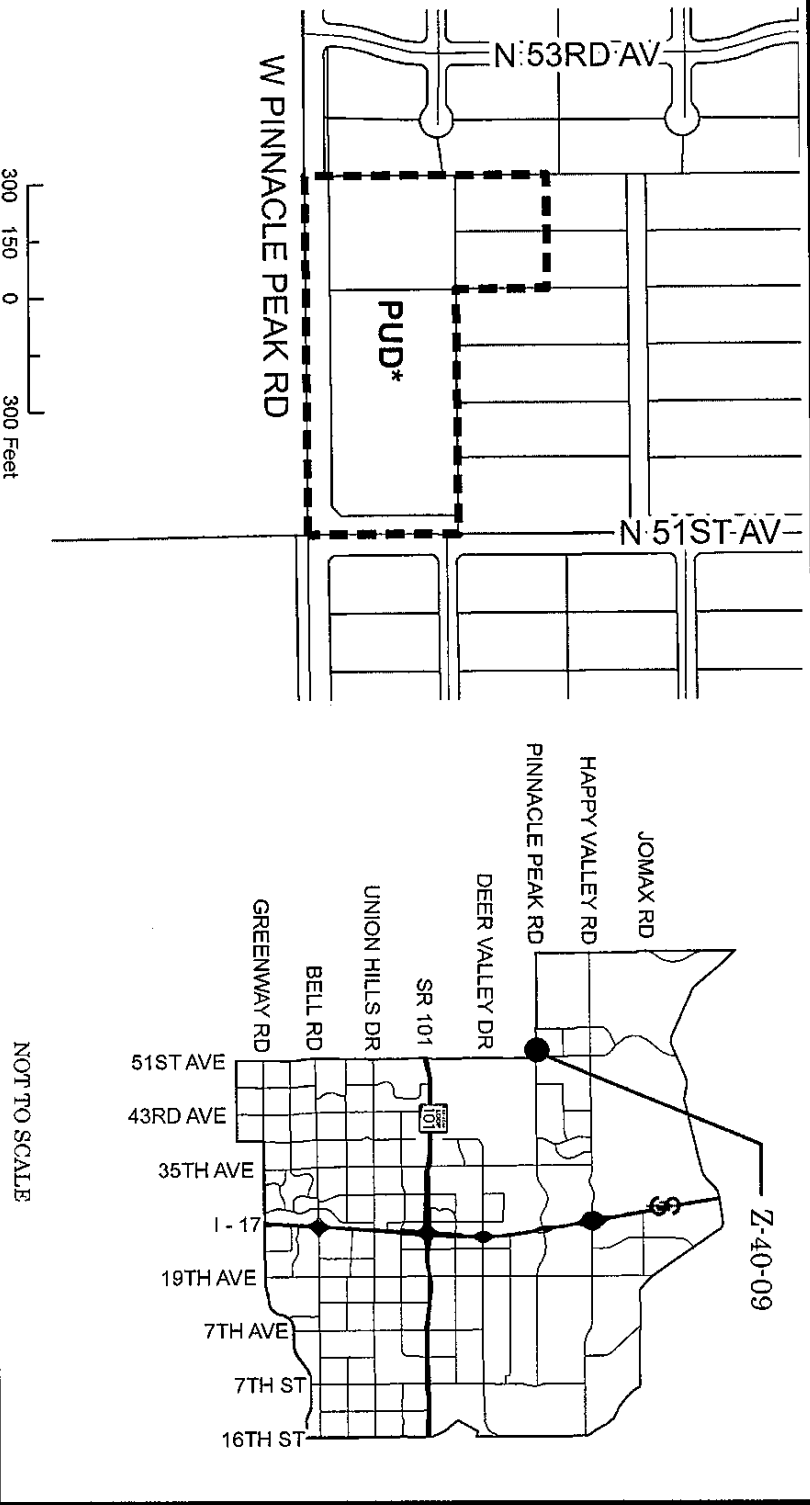 N 53RD AV
W PINNACLE PEAK RD
PUD*
N 51ST AV
300 150 0 300 Feet
JOMAX RD
HAPPY VALLEY RD
PINNACLE PEAK RD
DEER VALLEY DR
SR 101
UNION HILLS DR
BELL RD
GREENWAY RD
51ST AVE
43RD AVE
35TH AVE
I - 17
19TH AVE
7TH AVE
7TH ST
16TH ST
101
Z-40-09
NOT TO SCALE